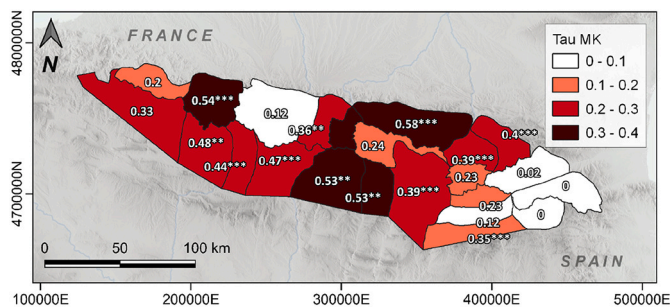 4800000N
4700000N
N
FRANCE
SPAIN
Tau MK
0 - 0.1
0.1 - 0.2
0.2 - 0.3
0.3 - 0.4
0.2
0.33
0.54***
0.12
0.36**
0.58***
0.4***
0.48**
0.44***
0.47***
0.24
0.39***
0.02
0.53**
0.53**
0.39***
0.23
0
0.23
0
0.12
0.35***
0 50 100 km
100000E 200000E 300000E 400000E 500000E